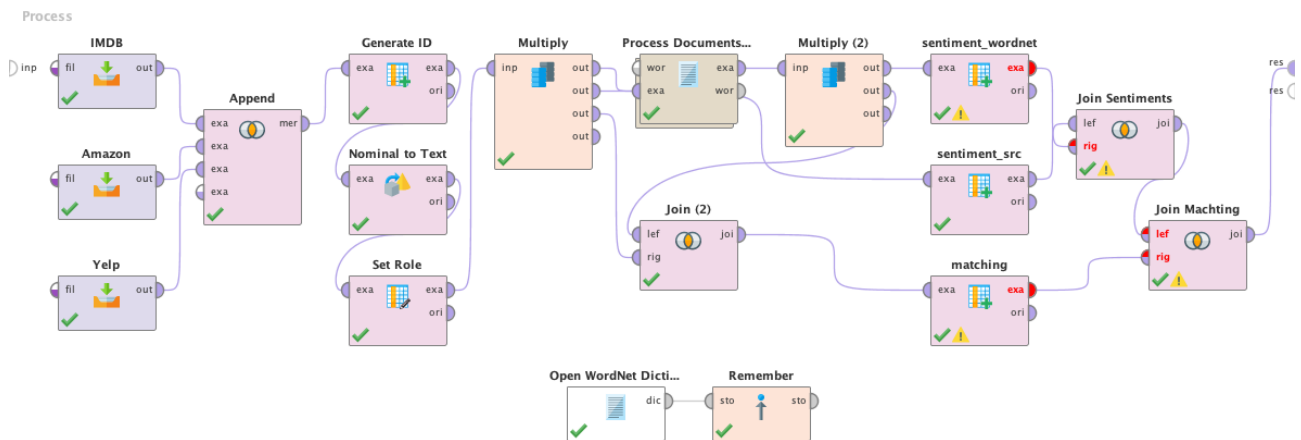 Process
inp
IMDB
fil out
Amazon
fil out
Yelp
fil out
Append
exa mer
exa
exa
exa
Generate ID
exa exa
ori
Nominal to Text
exa exa
ori
Set Role
exa exa
ori
Multiply
inp out
out
out
out
Process Documents...
wor exa
exa wor
Multiply (2)
inp out
out
out
Join (2)
lef joi
rig
sentiment_wordnet
exa exa
ori
sentiment_src
exa exa
ori
matching
exa exa
ori
Join Sentiments
lef joi
rig
Join Machting
lef joi
rig
res
res
Open WordNet Dicti...
dic
Remember
sto sto